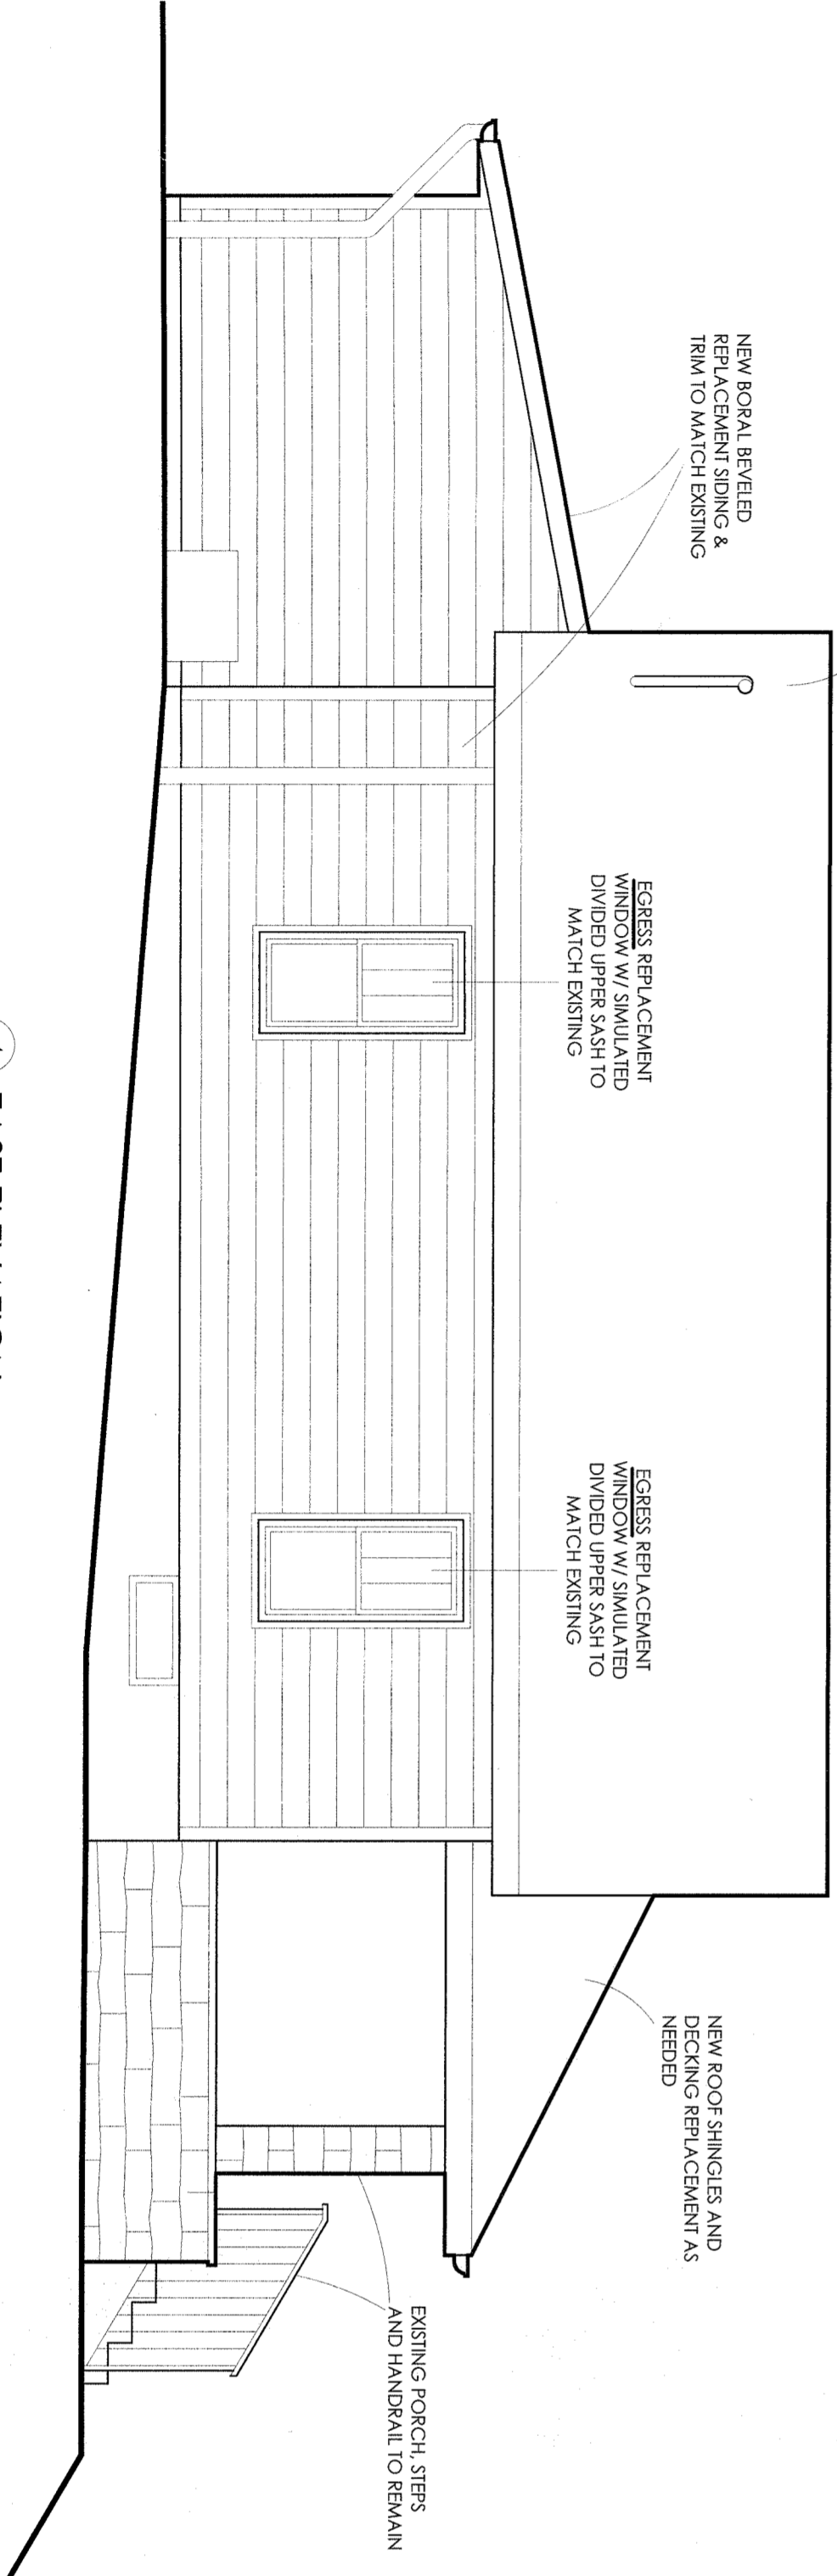 NEW BORAL BEVELED
REPLACEMENT SIDING &
TRIM TO MATCH EXISTING
EGRESS REPLACEMENT
WINDOW W/ SIMULATED
DIVIDED UPPER SASH TO
MATCH EXISTING
EGRESS REPLACEMENT
WINDOW W/ SIMULATED
DIVIDED UPPER SASH TO
MATCH EXISTING
NEW ROOF SHINGLES AND
DECKING REPLACEMENT AS
NEEDED
EXISTING PORCH, STEPS
AND HANDRAIL TO REMAIN